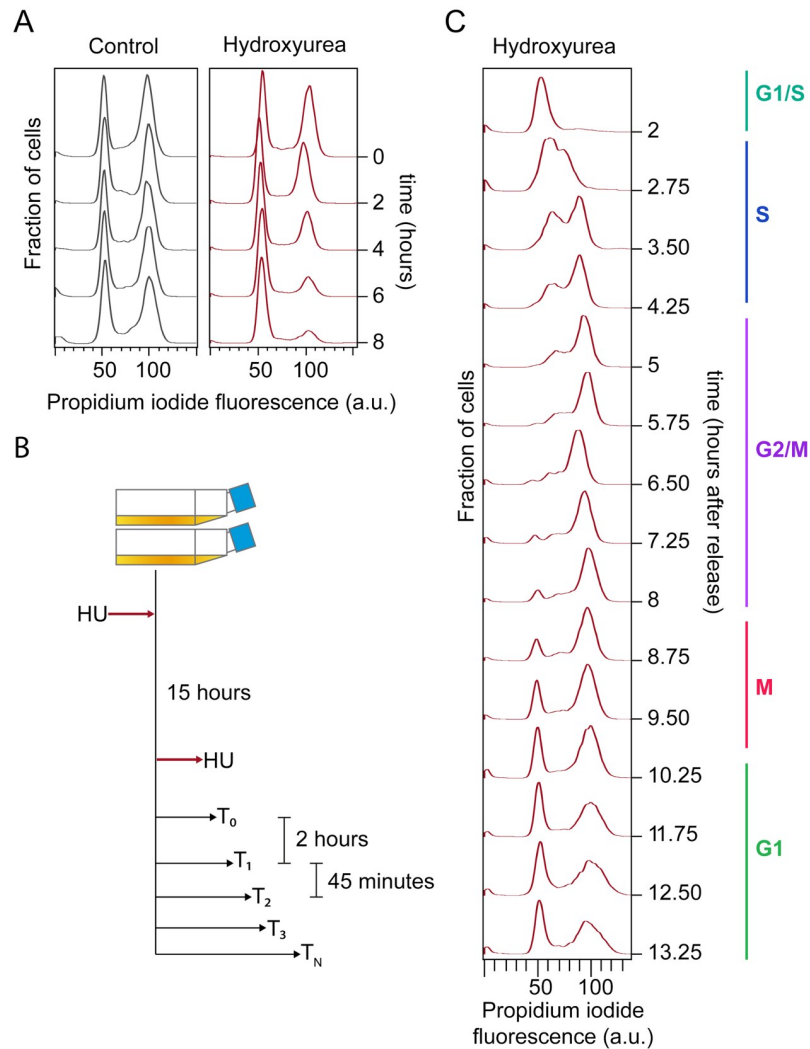 A
Control
Hydroxyurea
Fraction of cells
0
2
4
6
8
time (hours)
50
100
50
100
Propidium iodide fluorescence (a.u.)
B
HU
15 hours
HU
T₀
2 hours
T₁
45 minutes
T₂
T₃
T_N
C
Hydroxyurea
Fraction of cells
2
2.75
3.50
4.25
5
5.75
6.50
7.25
8
8.75
9.50
10.25
11.75
12.50
13.25
time (hours after release)
G1/S
S
G2/M
M
G1
50
100
Propidium iodide
fluorescence (a.u.)